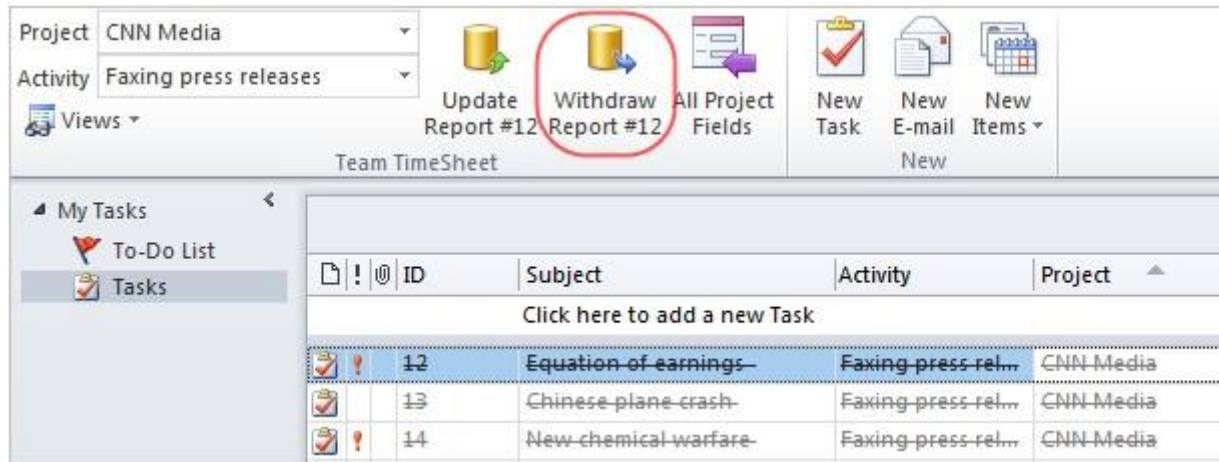 Project CNN Media
Activity Faxing press releases
Views
Update Report #12
Withdraw Report #12
All Project Fields
Team TimeSheet
New Task
New E-mail
New Items
New
My Tasks
To-Do List
Tasks
! ID Subject Activity Project
Click here to add a new Task
! 12 Equation of earnings Faxing press rel... CNN Media
13 Chinese plane crash Faxing press rel... CNN Media
! 14 New chemical warfare Faxing press rel... CNN Media